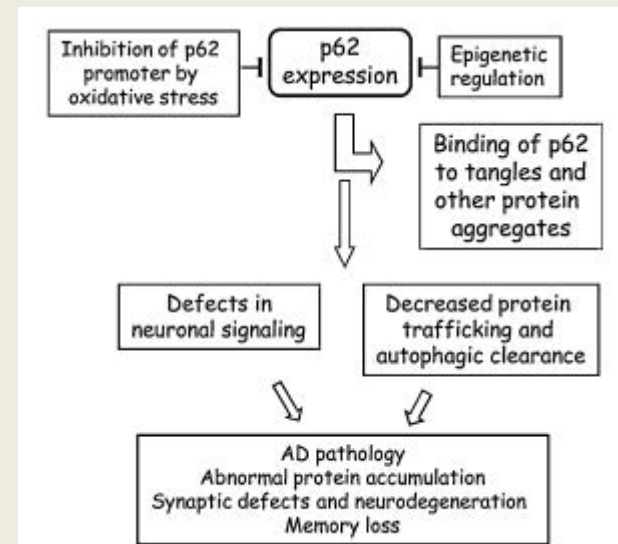 Inhibition of p62
promoter by
oxidative stress
p62
expression
Epigenetic
regulation
Binding of p62
to tangles and
other protein
aggregates
Defects in
neuronal signaling
Decreased protein
trafficking and
autophagic clearance
AD pathology
Abnormal protein accumulation
Synaptic defects and neurodegeneration
Memory loss